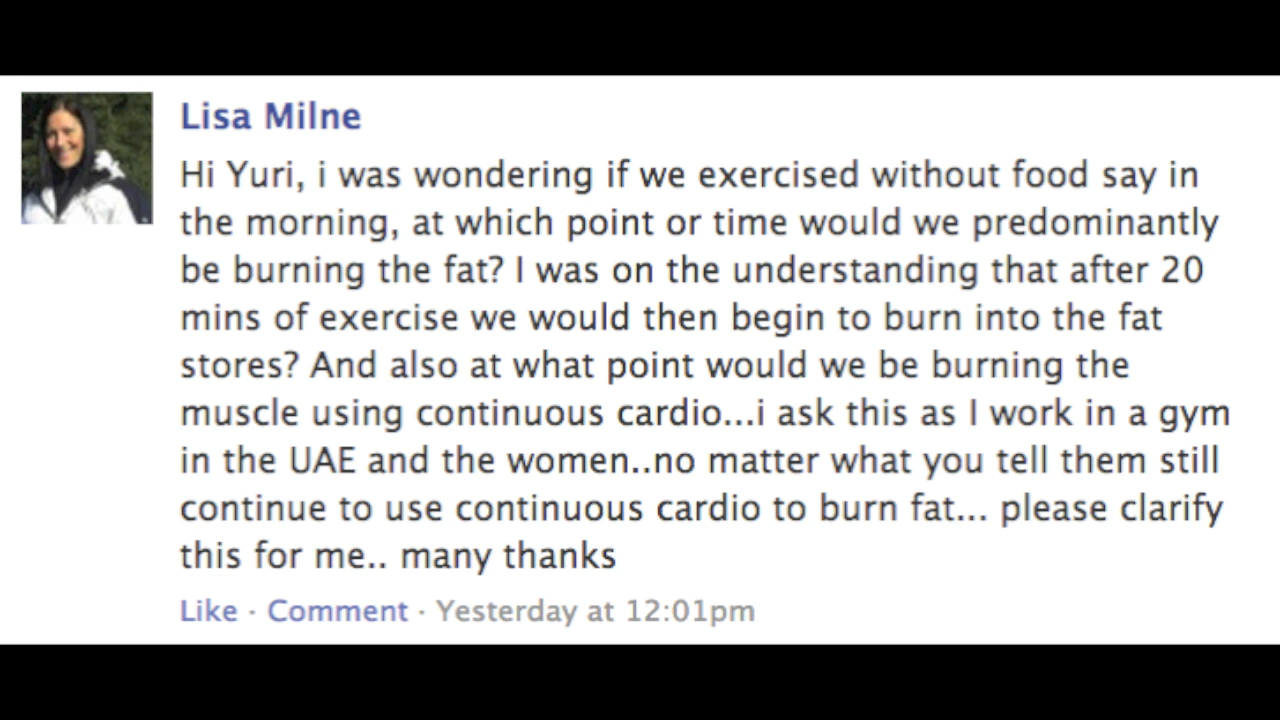 Lisa Milne
Hi Yuri, i was wondering if we exercised without food say in
the morning, at which point or time would we predominantly
be burning the fat? I was on the understanding that after 20
mins of exercise we would then begin to burn into the fat
stores? And also at what point would we be burning the
muscle using continuous cardio...i ask this as I work in a gym
in the UAE and the women..no matter what you tell them still
continue to use continuous cardio to burn fat... please clarify
this for me.. many thanks
Like · Comment · Yesterday at 12:01pm